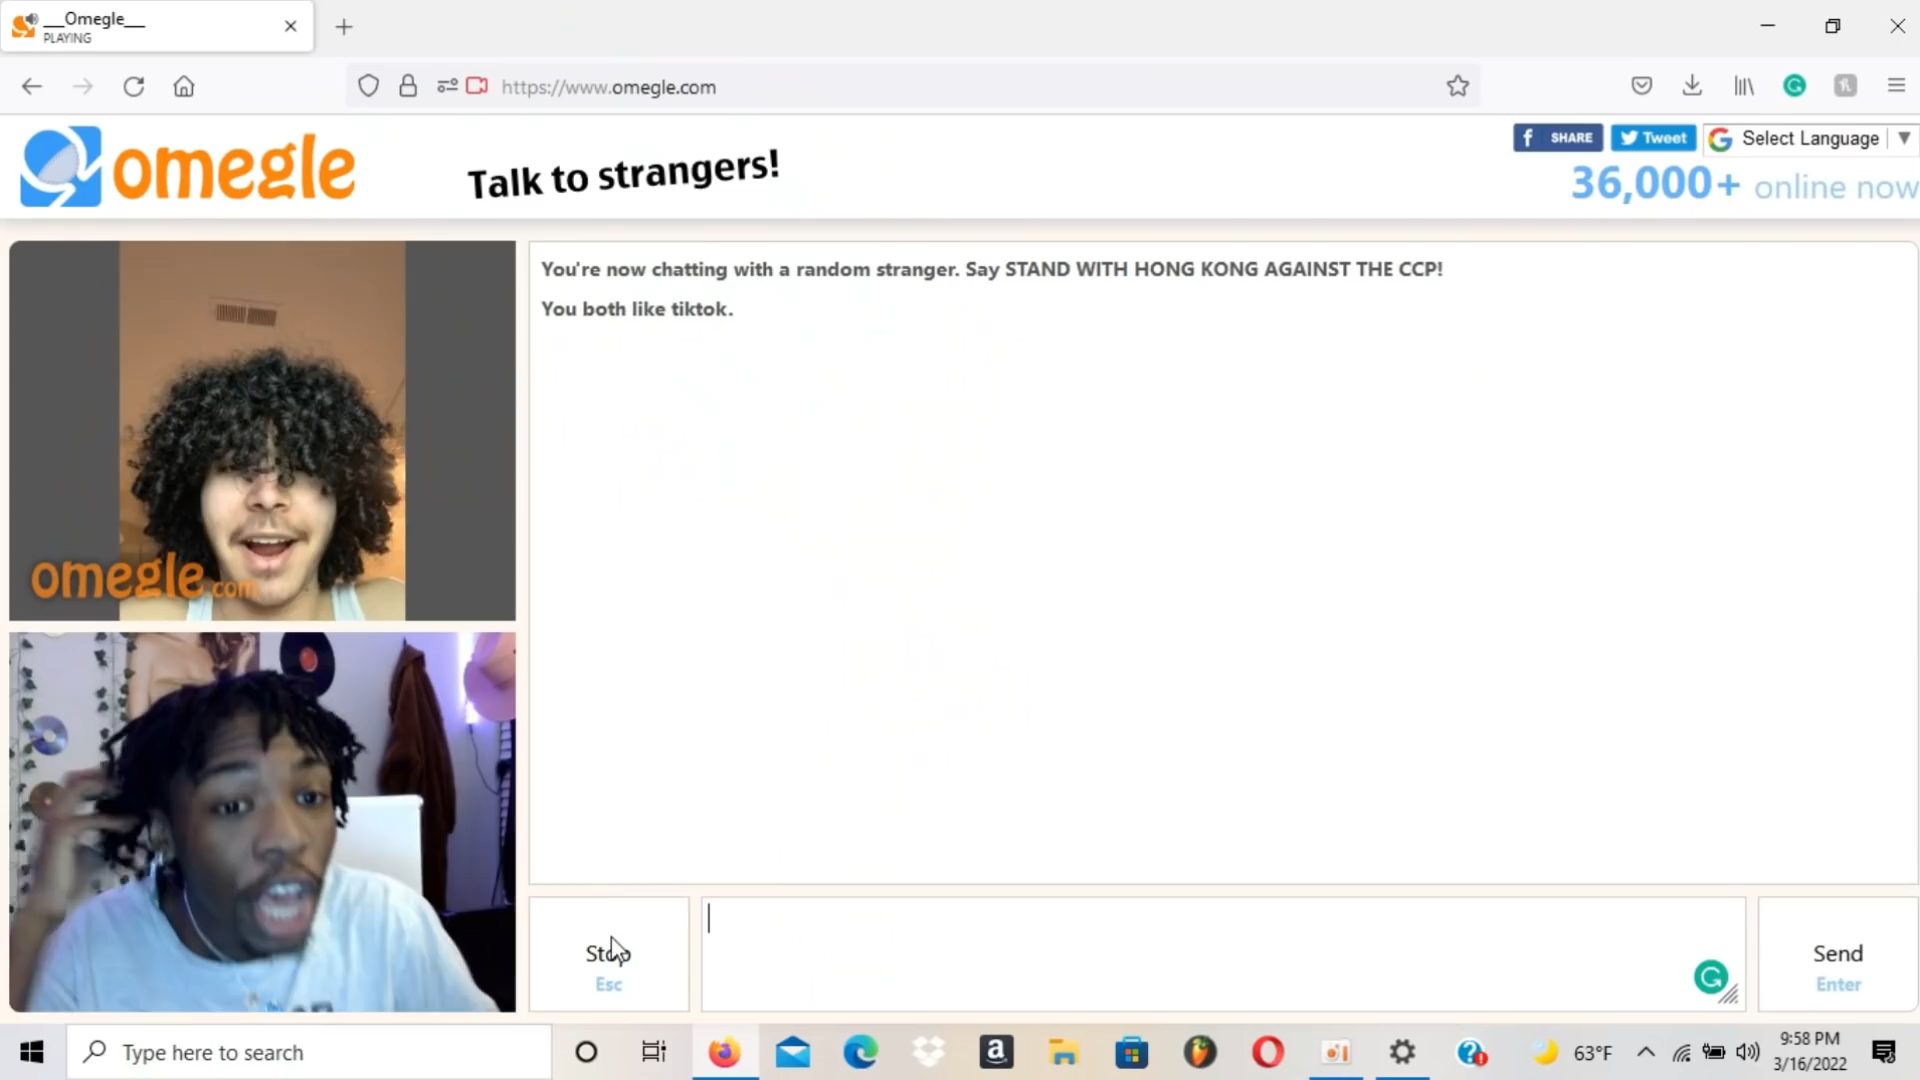 __Omegle__
PLAYING
https://www.omegle.com
omegle
Talk to strangers!
f SHARE
Tweet
Select Language
36,000+ online now
You're now chatting with a random stranger. Say STAND WITH HONG KONG AGAINST THE CCP!
You both like tiktok.
omegle.com
Stop
Esc
Send
Enter
Type here to search
63°F
9:58 PM
3/16/2022